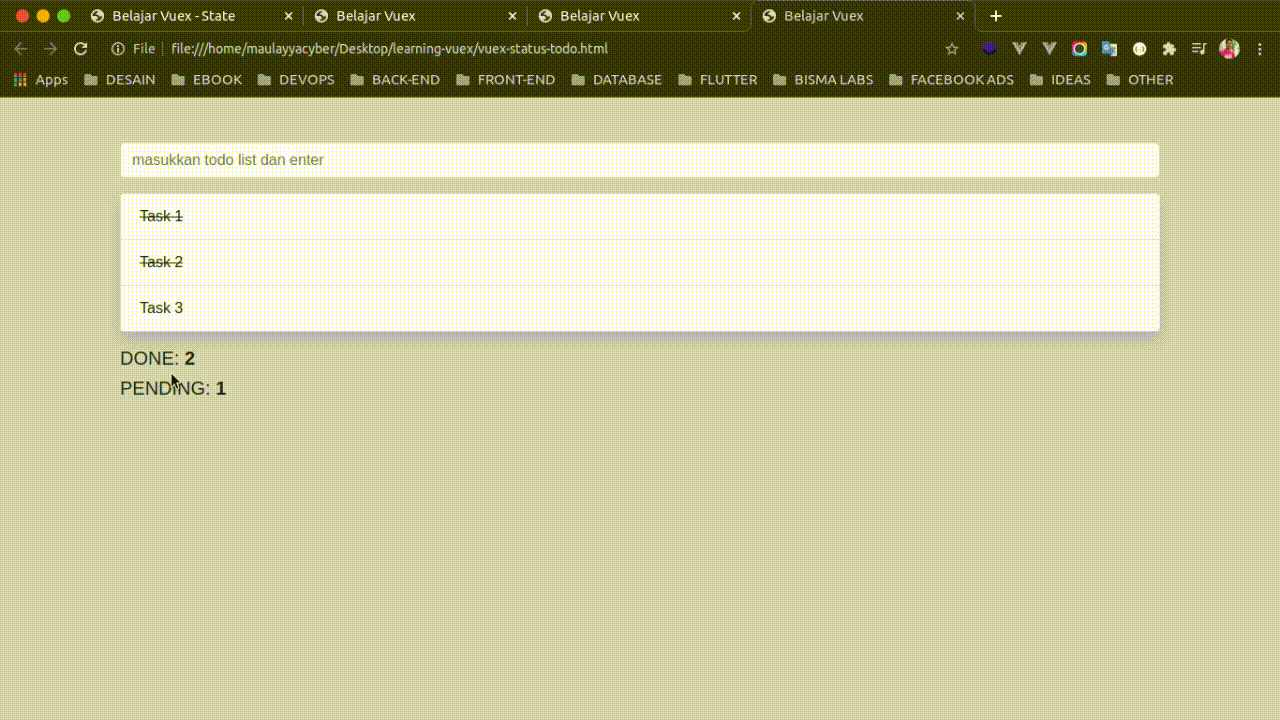 Belajar Vuex - State Belajar Vuex Belajar Vuex Belajar Vuex
File file:///home/maulayyacyber/Desktop/learning-vuex/vuex-status-todo.html
Apps DESAIN EBOOK DEVOPS BACK-END FRONT-END DATABASE FLUTTER BISMA LABS FACEBOOK ADS IDEAS OTHER
masukkan todo list dan enter
Task 1
Task 2
Task 3
DONE: 2
PENDING: 1